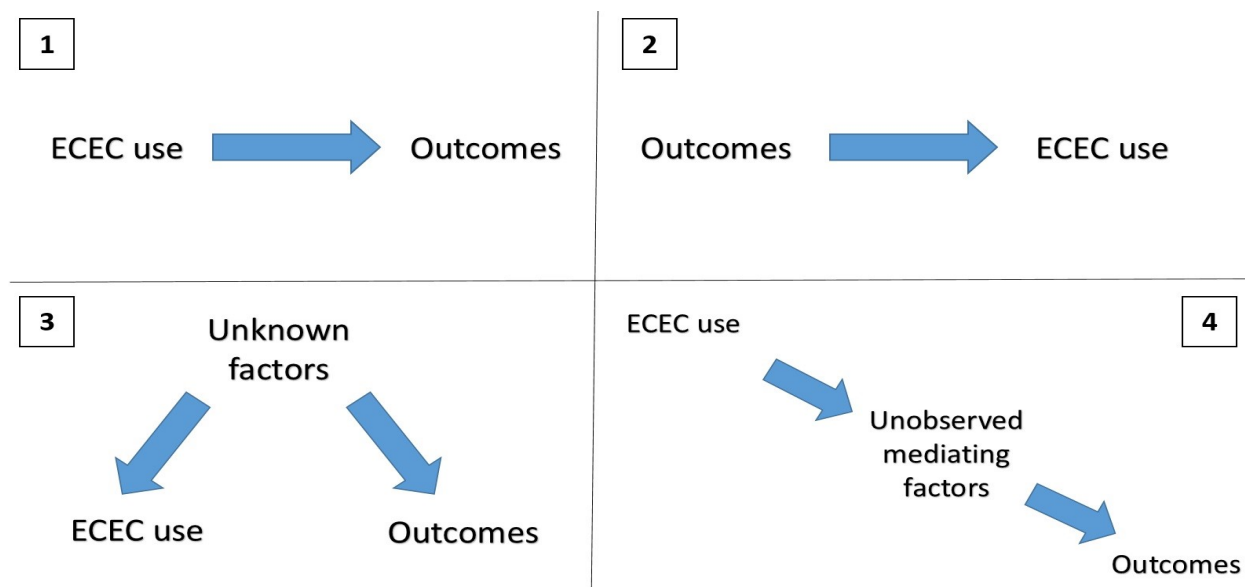 1
ECEC use
Outcomes
2
Outcomes
ECEC use
3
Unknown
factors
ECEC use
Outcomes
4
ECEC use
Unobserved
mediating
factors
Outcomes